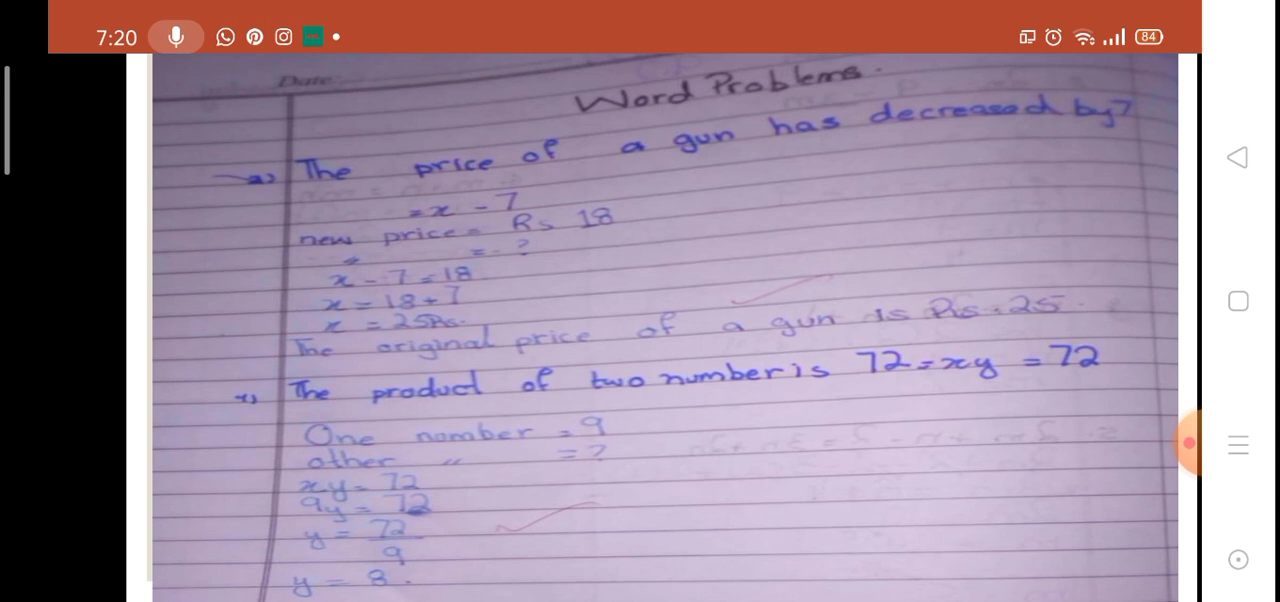 7:20
84
Date:
Word Problems.
The price of a gun has decreased by?
= x - 7
new price = Rs 18
" = ?
x - 7 = 18
x = 18 + 7
x = 25Rs.
The original price of a gun is Rs. 25.
The product of two number is 72 = xy = 72
One number = 9
other " = ?
xy = 72
9y = 72
y = 72
9
y = 8.